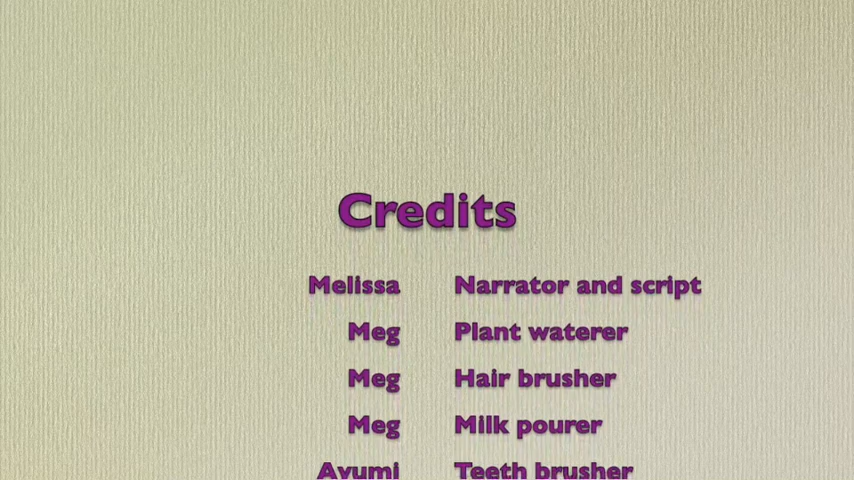 Credits
Melissa Narrator and script
Meg Plant waterer
Meg Hair brusher
Meg Milk pourer
Ayumi Teeth brusher